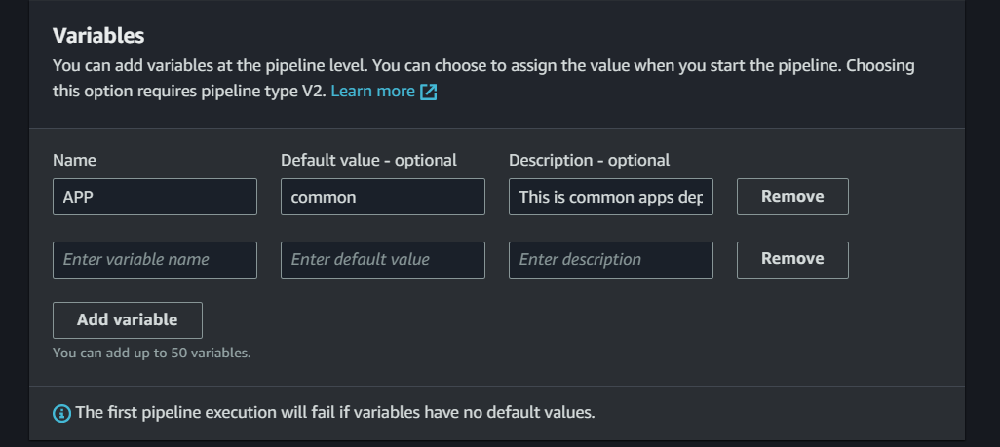 Variables
You can add variables at the pipeline level. You can choose to assign the value when you start the pipeline. Choosing
this option requires pipeline type V2. Learn more
Name Default value - optional Description - optional
APP common This is common apps dep Remove
Enter variable name Enter default value Enter description Remove
Add variable
You can add up to 50 variables.
The first pipeline execution will fail if variables have no default values.